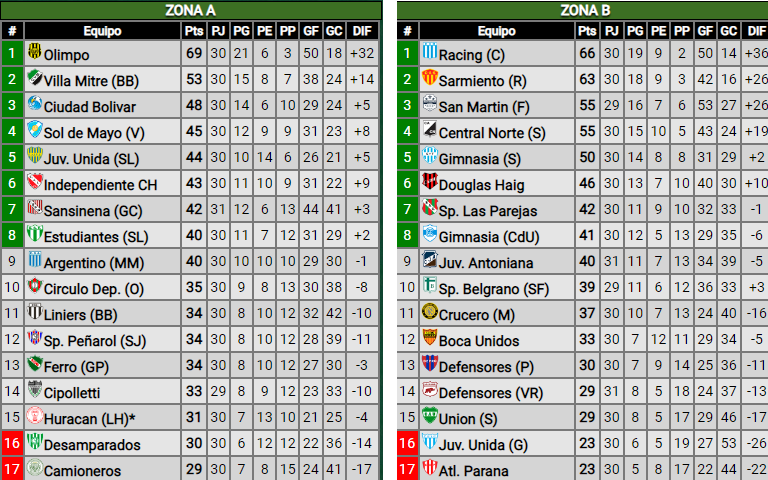 ZONA A
# Equipo Pts PJ PG PE PP GF GC DIF
1 Olimpo 69 30 21 6 3 50 18 +32
2 Villa Mitre (BB) 53 30 15 8 7 38 24 +14
3 Ciudad Bolivar 48 30 14 6 10 29 24 +5
4 Sol de Mayo (V) 45 30 12 9 9 31 23 +8
5 Juv. Unida (SL) 44 30 10 14 6 26 21 +5
6 Independiente CH 43 30 11 10 9 31 22 +9
7 Sansinena (GC) 42 31 12 6 13 44 41 +3
8 Estudiantes (SL) 40 30 11 7 12 31 29 +2
9 Argentino (MM) 40 30 10 10 10 29 30 -1
10 Circulo Dep. (O) 35 30 9 8 13 30 38 -8
11 Liniers (BB) 34 30 8 10 12 32 42 -10
12 Sp. Peñarol (SJ) 34 30 8 10 12 28 39 -11
13 Ferro (GP) 34 30 8 10 12 27 30 -3
14 Cipolletti 33 29 8 9 12 23 33 -10
15 Huracan (LH)* 31 30 7 13 10 21 25 -4
16 Desamparados 30 30 6 12 12 22 36 -14
17 Camioneros 29 30 7 8 15 24 41 -17
ZONA B
# Equipo Pts PJ PG PE PP GF GC DIF
1 Racing (C) 66 30 19 9 2 50 14 +36
2 Sarmiento (R) 63 30 18 9 3 42 16 +26
3 San Martin (F) 55 29 16 7 6 53 27 +26
4 Central Norte (S) 55 30 15 10 5 43 24 +19
5 Gimnasia (S) 50 30 14 8 8 31 29 +2
6 Douglas Haig 46 30 13 7 10 40 30 +10
7 Sp. Las Parejas 42 30 11 9 10 32 33 -1
8 Gimnasia (CdU) 41 30 12 5 13 29 35 -6
9 Juv. Antoniana 40 31 11 7 13 34 39 -5
10 Sp. Belgrano (SF) 39 29 11 6 12 36 33 +3
11 Crucero (M) 37 30 10 7 13 24 40 -16
12 Boca Unidos 33 30 7 12 11 29 34 -5
13 Defensores (P) 30 30 7 9 14 25 36 -11
14 Defensores (VR) 29 31 8 5 18 24 37 -13
15 Union (S) 29 30 8 5 17 29 46 -17
16 Juv. Unida (G) 23 30 6 5 19 27 53 -26
17 Atl. Parana 23 30 5 8 17 22 44 -22